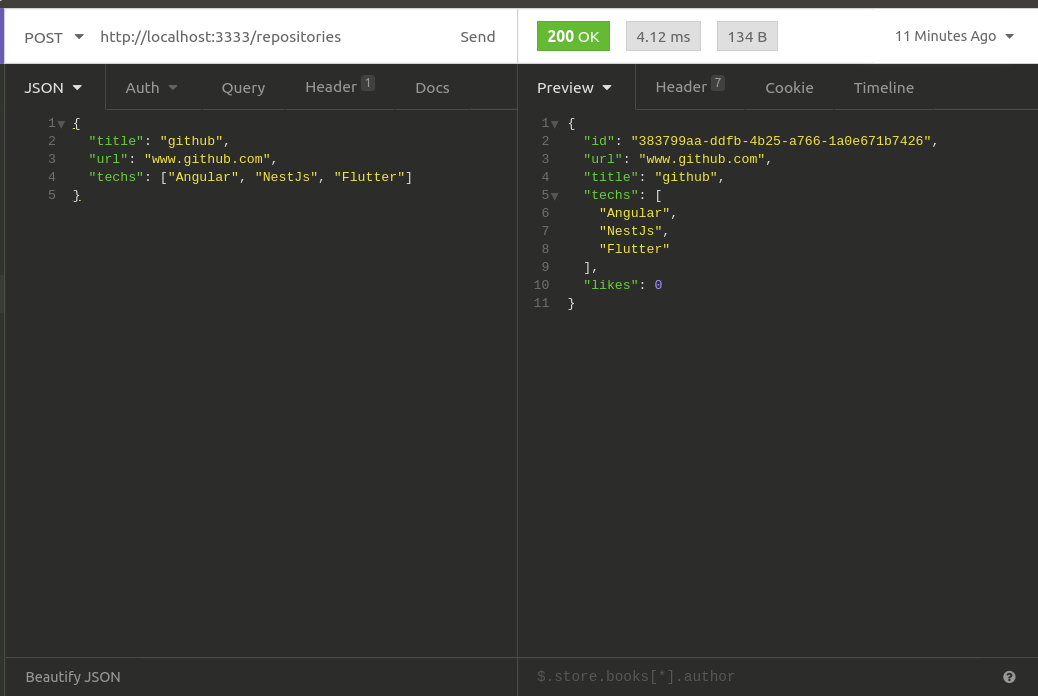 POST http://localhost:3333/repositories Send
200 OK 4.12 ms 134 B 11 Minutes Ago
JSON Auth Query Header 1 Docs
1 {
2 "title": "github",
3 "url": "www.github.com",
4 "techs": ["Angular", "NestJs", "Flutter"]
5 }
Beautify JSON
Preview Header 7 Cookie Timeline
1 {
2 "id": "383799aa-ddfb-4b25-a766-1a0e671b7426",
3 "url": "www.github.com",
4 "title": "github",
5 "techs": [
6 "Angular",
7 "NestJs",
8 "Flutter"
9 ],
10 "likes": 0
11 }
$.store.books[*].author ?